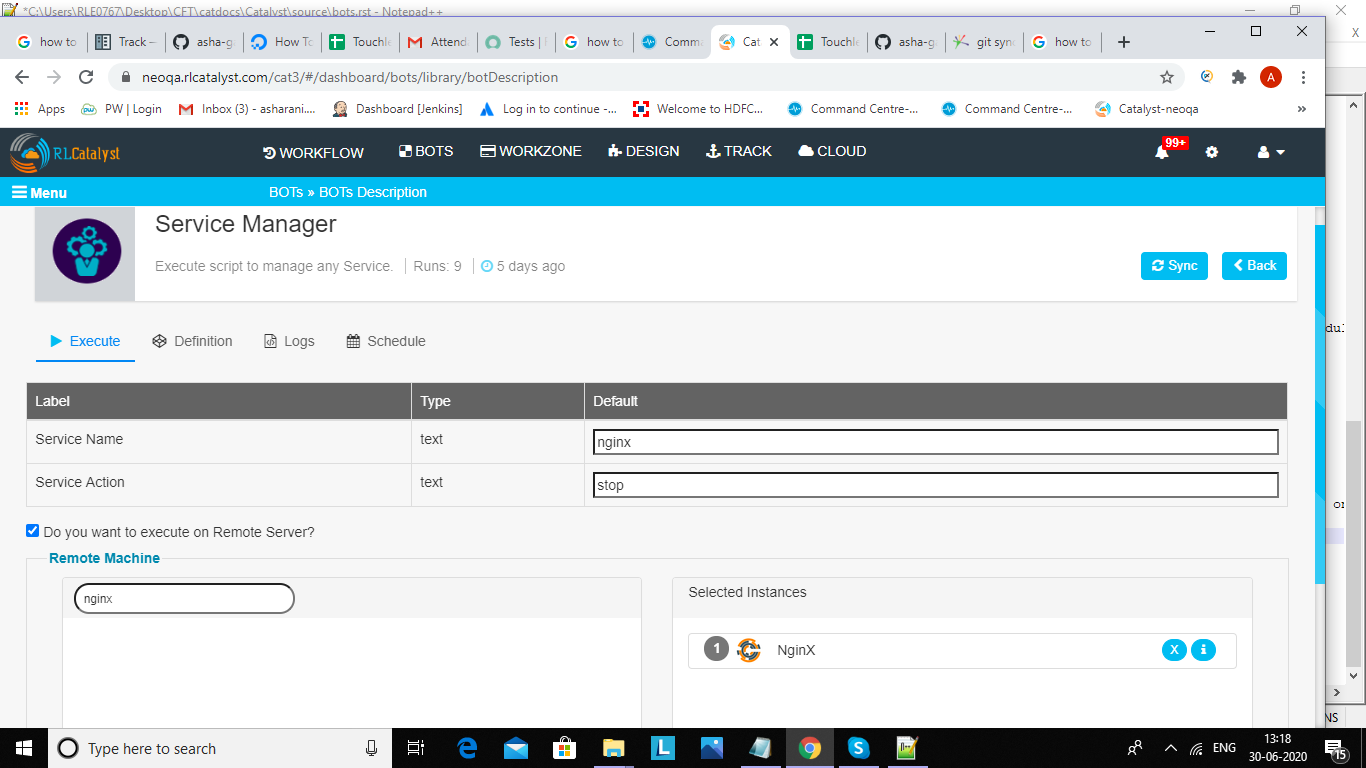 *C:\Users\RLE0767\Desktop\CFT\catdocs\Catalyst\source\bots.rst - Notepad++
how to
Track –
asha-g
How To
Touchle
Attend
Tests |
how to
Comma
Cat
Touchle
asha-g
git sync
how to
neoqa.rlcatalyst.com/cat3/#/dashboard/bots/library/botDescription
A
Apps
PW | Login
Inbox (3) - asharani....
Dashboard [Jenkins]
Log in to continue -...
Welcome to HDFC...
Command Centre-...
Command Centre-...
Catalyst-neoqa
»
RLCatalyst
WORKFLOW
BOTS
WORKZONE
DESIGN
TRACK
CLOUD
99+
Menu
BOTs » BOTs Description
Service Manager
Execute script to manage any Service.
Runs: 9
5 days ago
Sync
Back
Execute
Definition
Logs
Schedule
Label
Type
Default
Service Name
text
nginx
Service Action
text
stop
Do you want to execute on Remote Server?
Remote Machine
nginx
Selected Instances
1
NginX
X
i
Type here to search
L
ENG
13:18
30-06-2020
15